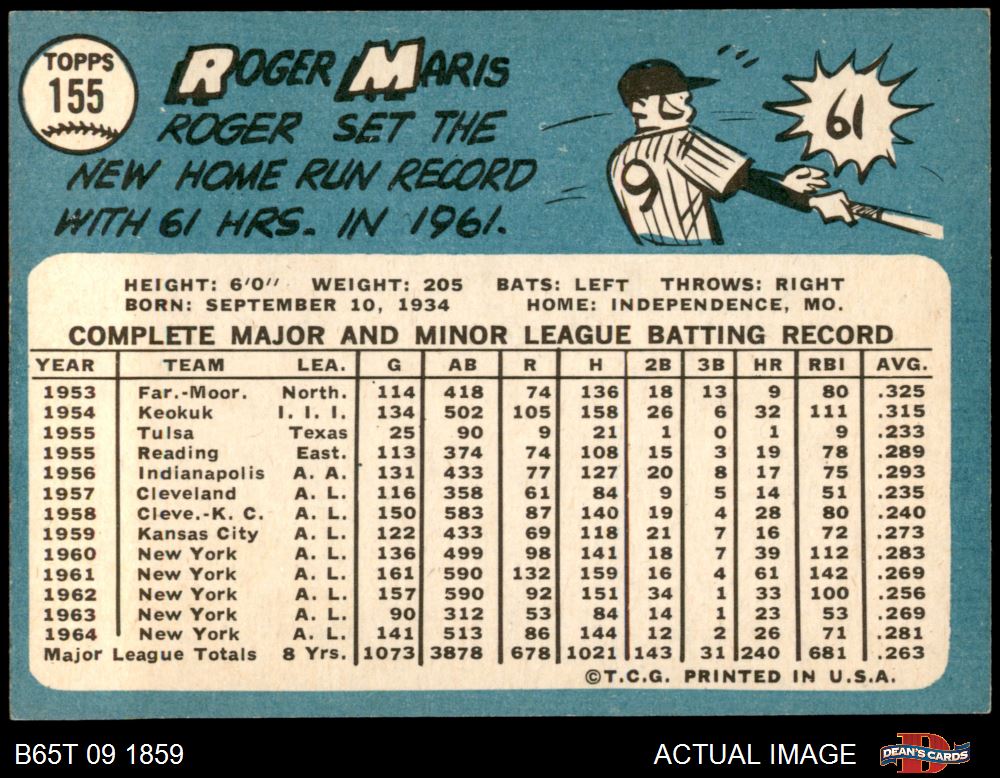 TOPPS
155
ROGER MARIS
ROGER SET THE
NEW HOME RUN RECORD
WITH 61 HRS. IN 1961.
9
61
HEIGHT: 6'0" WEIGHT: 205 BATS: LEFT THROWS: RIGHT
BORN: SEPTEMBER 10, 1934 HOME: INDEPENDENCE, MO.
COMPLETE MAJOR AND MINOR LEAGUE BATTING RECORD
YEAR TEAM LEA. G AB R H 2B 3B HR RBI AVG.
1953 Far.-Moor. North. 114 418 74 136 18 13 9 80 .325
1954 Keokuk I. I. I. 134 502 105 158 26 6 32 111 .315
1955 Tulsa Texas 25 90 9 21 1 0 1 9 .233
1955 Reading East. 113 374 74 108 15 3 19 78 .289
1956 Indianapolis A. A. 131 433 77 127 20 8 17 75 .293
1957 Cleveland A. L. 116 358 61 84 9 5 14 51 .235
1958 Cleve.-K. C. A. L. 150 583 87 140 19 4 28 80 .240
1959 Kansas City A. L. 122 433 69 118 21 7 16 72 .273
1960 New York A. L. 136 499 98 141 18 7 39 112 .283
1961 New York A. L. 161 590 132 159 16 4 61 142 .269
1962 New York A. L. 157 590 92 151 34 1 33 100 .256
1963 New York A. L. 90 312 53 84 14 1 23 53 .269
1964 New York A. L. 141 513 86 144 12 2 26 71 .281
Major League Totals 8 Yrs. 1073 3878 678 1021 143 31 240 681 .263
©T.C.G. PRINTED IN U.S.A.
B65T 09 1859 ACTUAL IMAGE DEAN'S CARDS